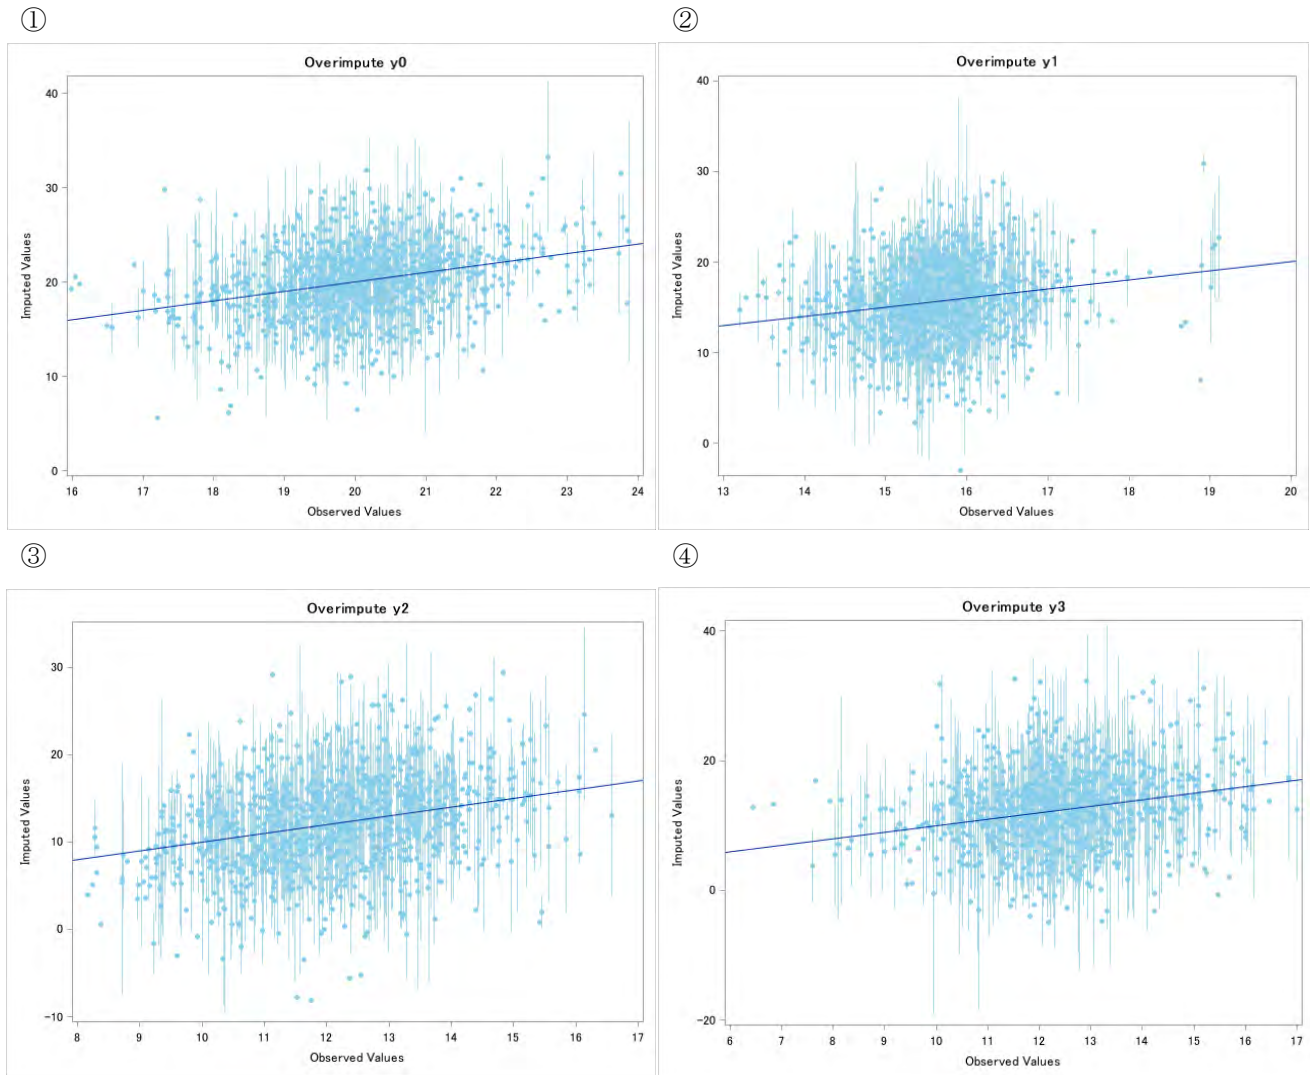 ① ②
Overimpute y0
40
30
20
10
0
Imputed Values
16 17 18 19 20 21 22 23 24
Observed Values
Overimpute y1
40
30
20
10
0
Imputed Values
13 14 15 16 17 18 19 20
Observed Values
③ ④
Overimpute y2
30
20
10
0
-10
Imputed Values
8 9 10 11 12 13 14 15 16 17
Observed Values
Overimpute y3
40
20
0
-20
Imputed Values
6 7 8 9 10 11 12 13 14 15 16 17
Observed Values